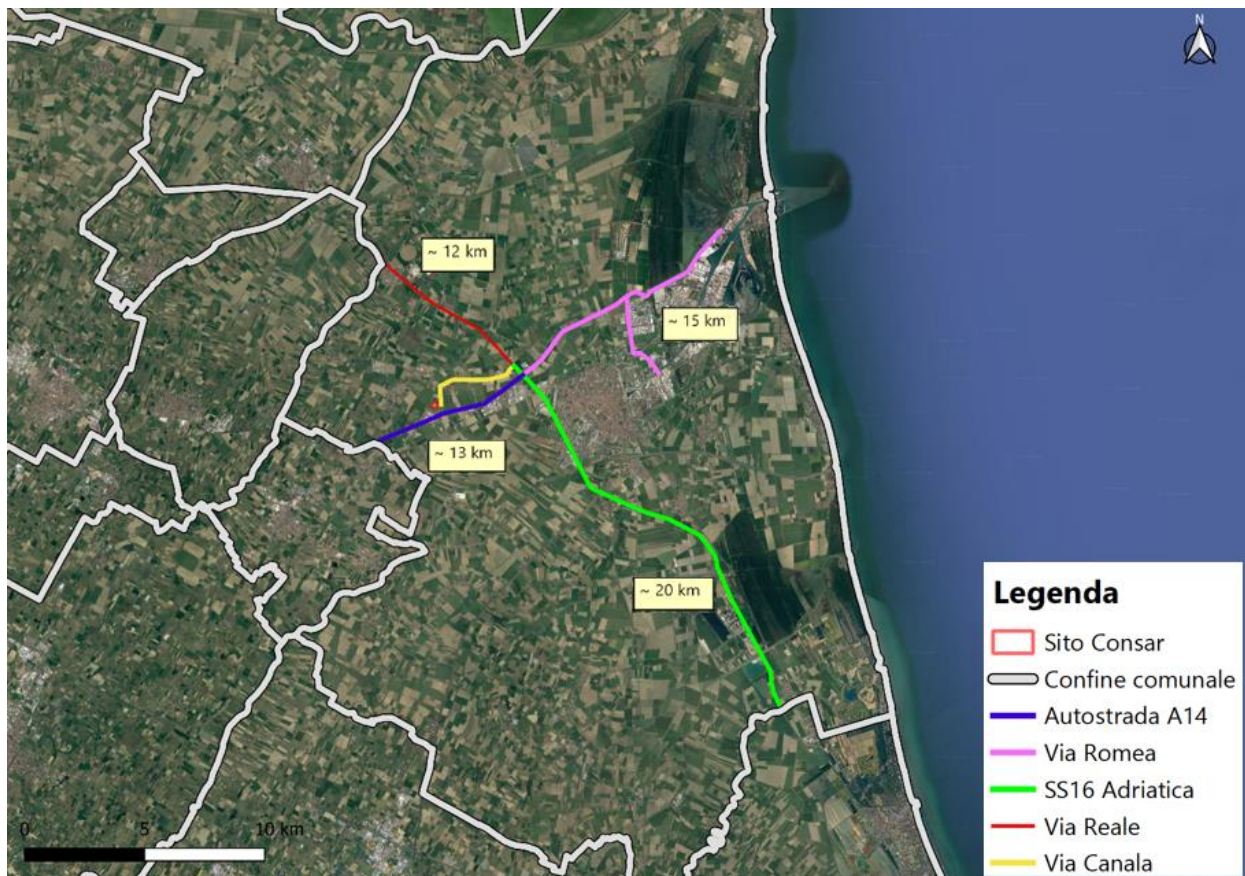 N
~ 12 km
~ 15 km
~ 13 km
~ 20 km
Legenda
Sito Consar
Confine comunale
Autostrada A14
Via Romea
SS16 Adriatica
Via Reale
Via Canala
0 5 10 km